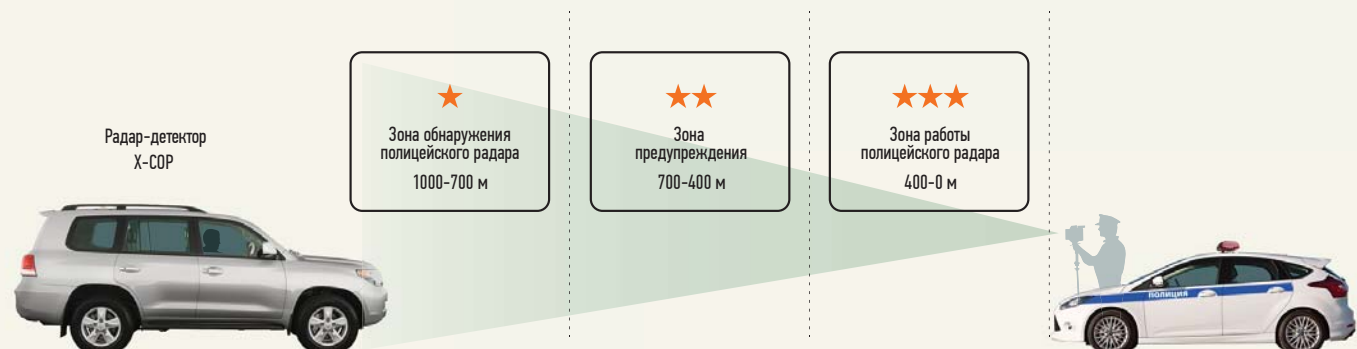 Радар-детектор
X-COP
Зона обнаружения
полицейского радара
1000-700 м
Зона
предупреждения
700-400 м
Зона работы
полицейского радара
400-0 м
ПОЛИЦИЯ